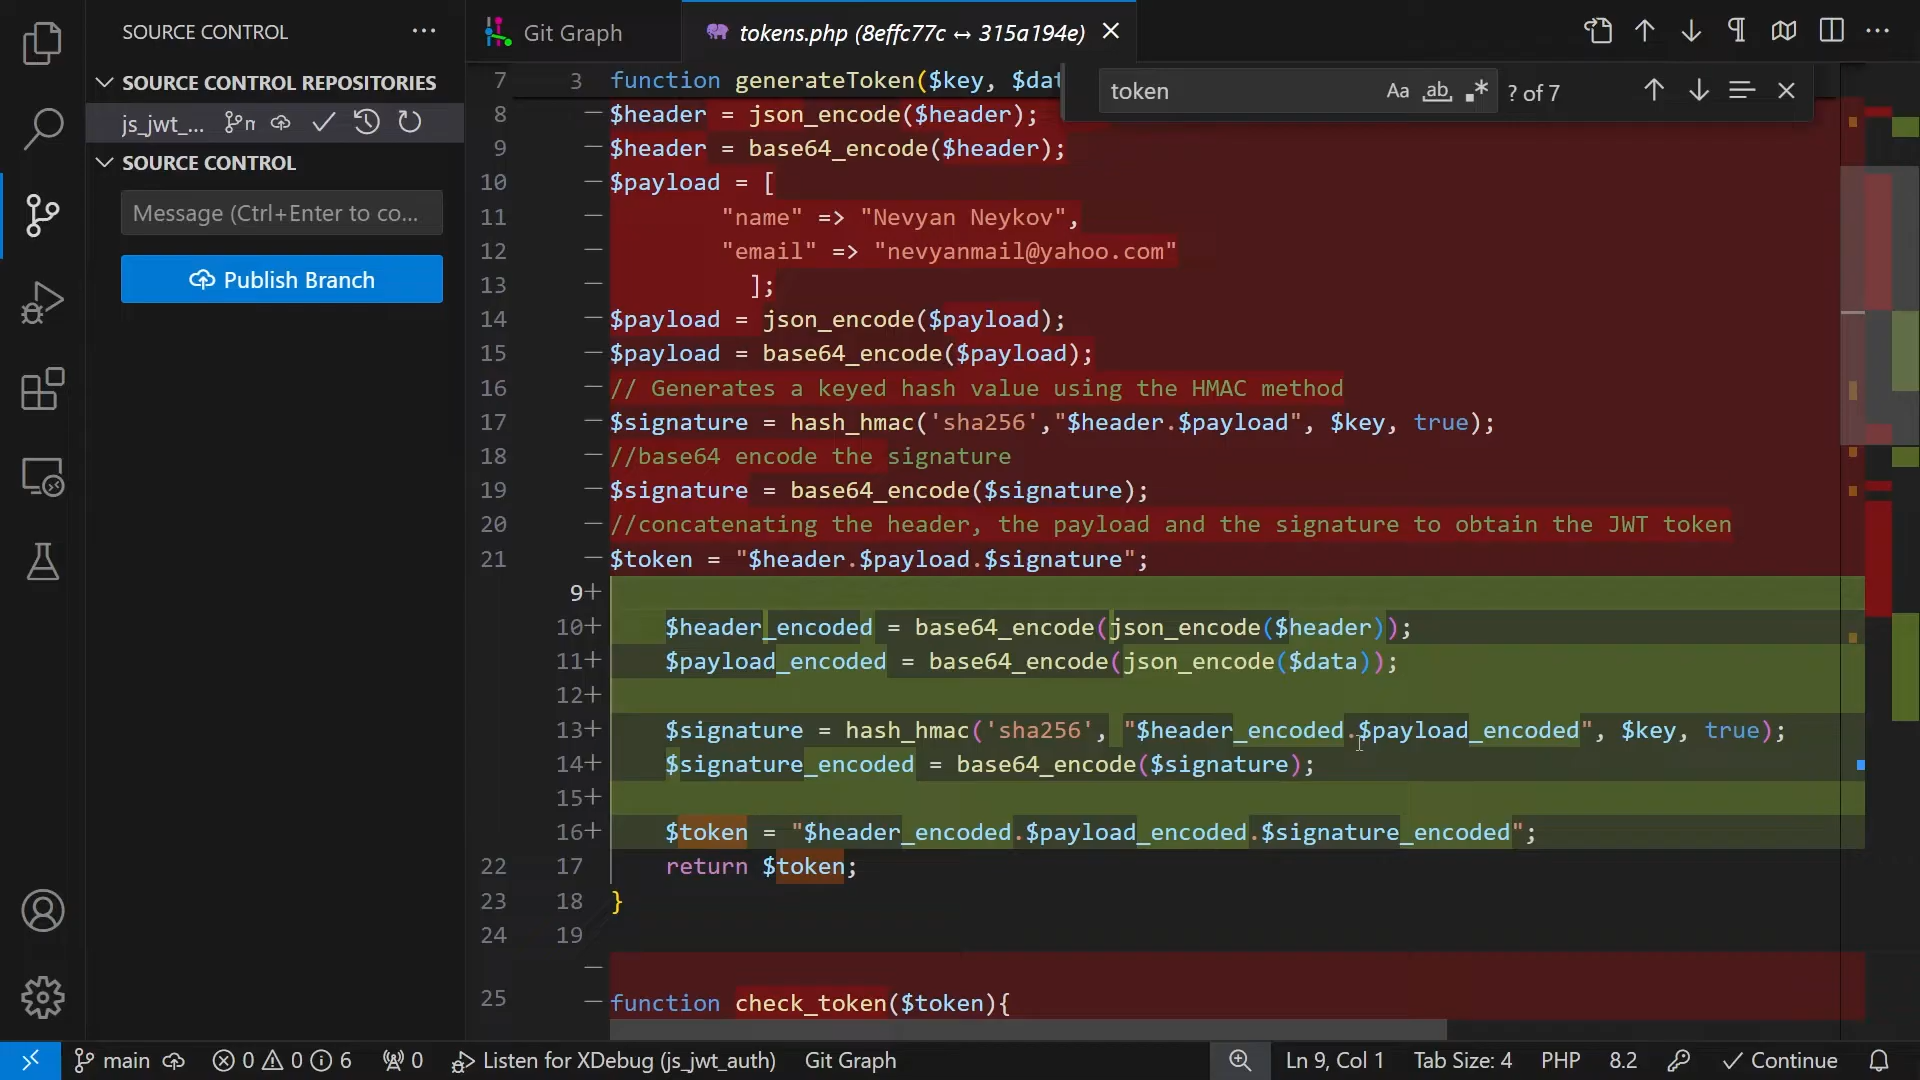 SOURCE CONTROL
Git Graph
tokens.php (8effc77c ↔ 315a194e)
SOURCE CONTROL REPOSITORIES
js_jwt_...
SOURCE CONTROL
Message (Ctrl+Enter to co...
Publish Branch
token
Aa
ab
? of 7
7 3 function generateToken($key, $dat
8 — $header = json_encode($header);
9 — $header = base64_encode($header);
10 — $payload = [
11 — "name" => "Nevyan Neykov",
12 — "email" => "nevyanmail@yahoo.com"
13 — ];
14 — $payload = json_encode($payload);
15 — $payload = base64_encode($payload);
16 — // Generates a keyed hash value using the HMAC method
17 — $signature = hash_hmac('sha256',"$header.$payload", $key, true);
18 — //base64 encode the signature
19 — $signature = base64_encode($signature);
20 — //concatenating the header, the payload and the signature to obtain the JWT token
21 — $token = "$header.$payload.$signature";
9+
10+ $header_encoded = base64_encode(json_encode($header));
11+ $payload_encoded = base64_encode(json_encode($data));
12+
13+ $signature = hash_hmac('sha256', "$header_encoded.$payload_encoded", $key, true);
14+ $signature_encoded = base64_encode($signature);
15+
16+ $token = "$header_encoded.$payload_encoded.$signature_encoded";
22 17 return $token;
23 18 }
24 19
—
25 — function check_token($token){
main
0 0 6
0
Listen for XDebug (js_jwt_auth)
Git Graph
Ln 9, Col 1
Tab Size: 4
PHP
8.2
Continue